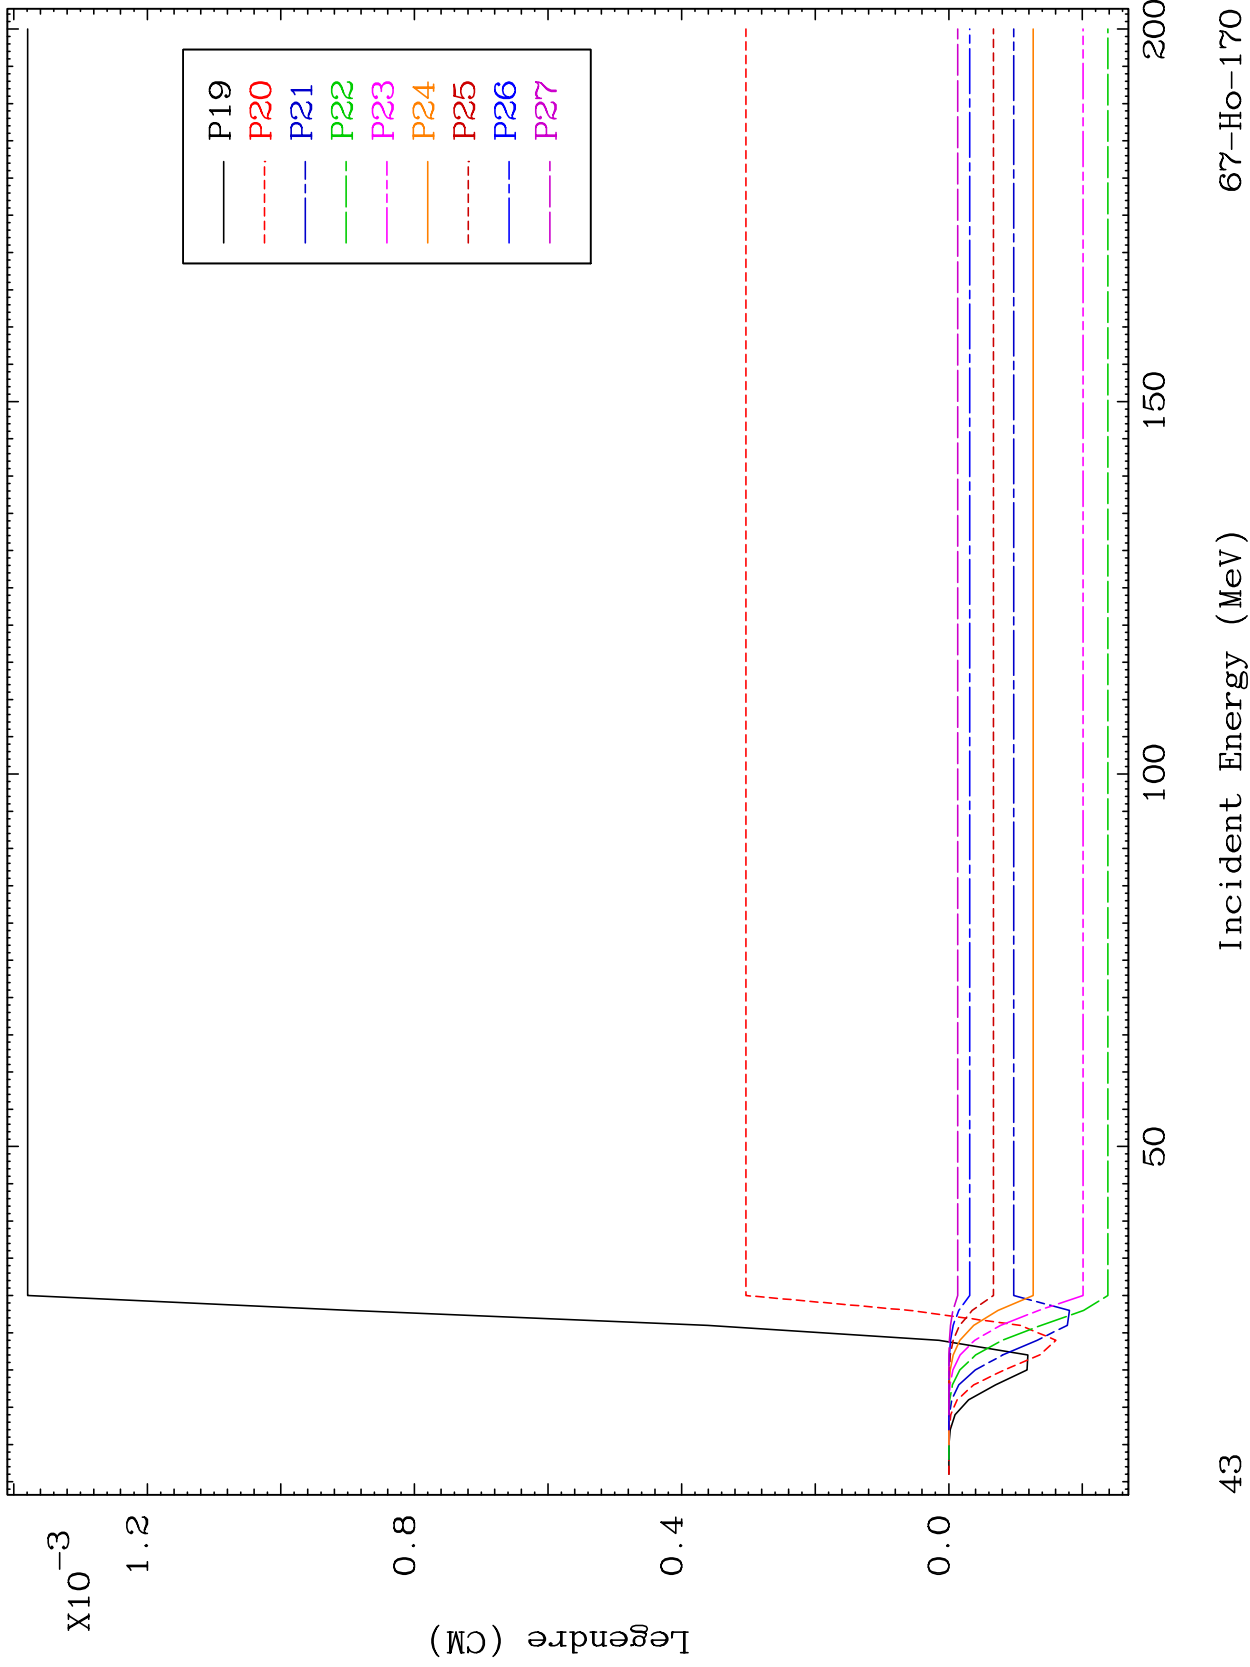 X10⁻³
1.2
0.8
0.4
0.0
Legendre (CM)
P19
P20
P21
P22
P23
P24
P25
P26
P27
50
100
150
200
Incident Energy (MeV)
43
67-Ho-170